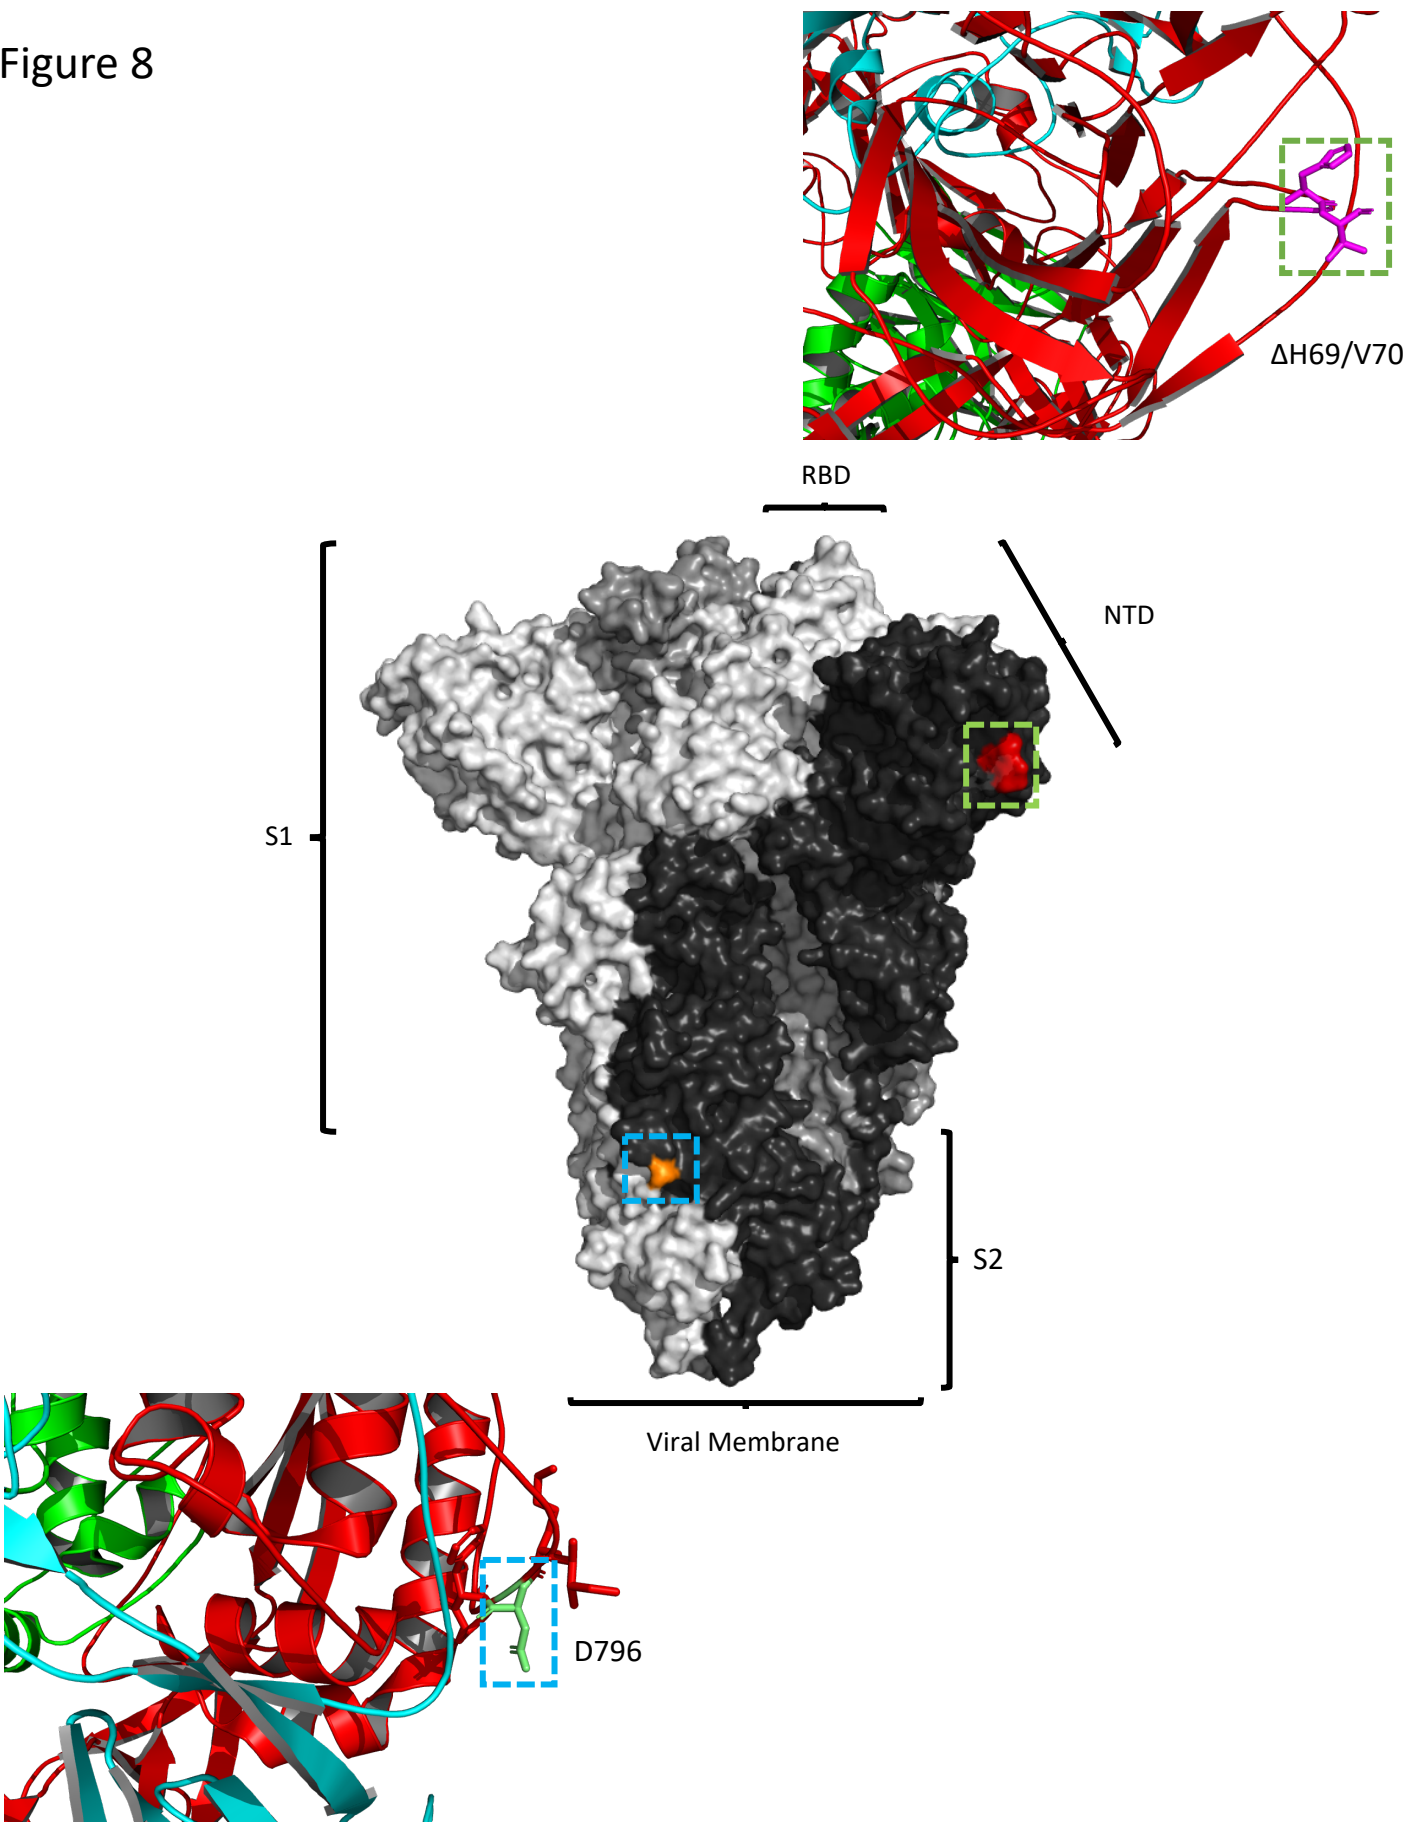 Figure 8
ΔH69/V70
RBD
NTD
S1
S2
Viral Membrane
D796